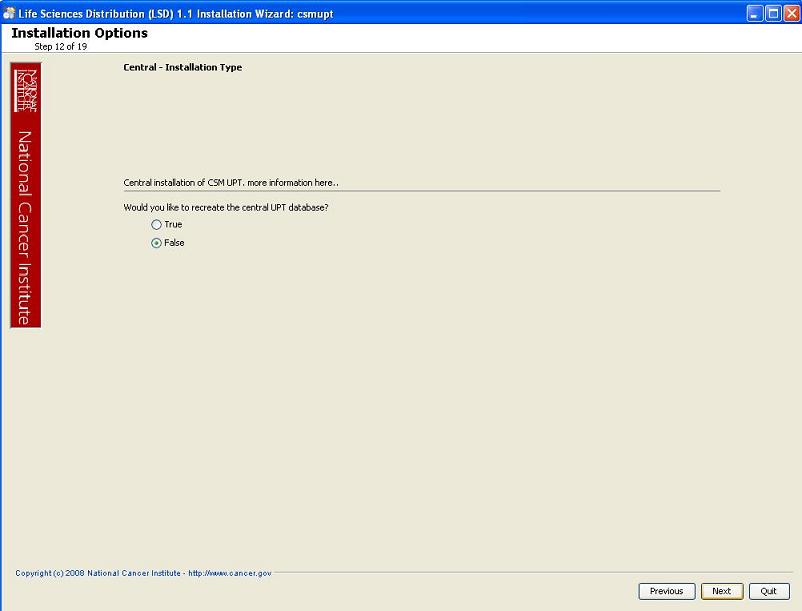 Life Sciences Distribution (LSD) 1.1 Installation Wizard: csmupt
Installation Options
Step 12 of 19
NATIONAL
CANCER
INSTITUTE
National Cancer Institute
Central - Installation Type
Central installation of CSM UPT. more information here..
Would you like to recreate the central UPT database?
True
False
Copyright (c) 2008 National Cancer Institute - http://www.cancer.gov
Previous
Next
Quit